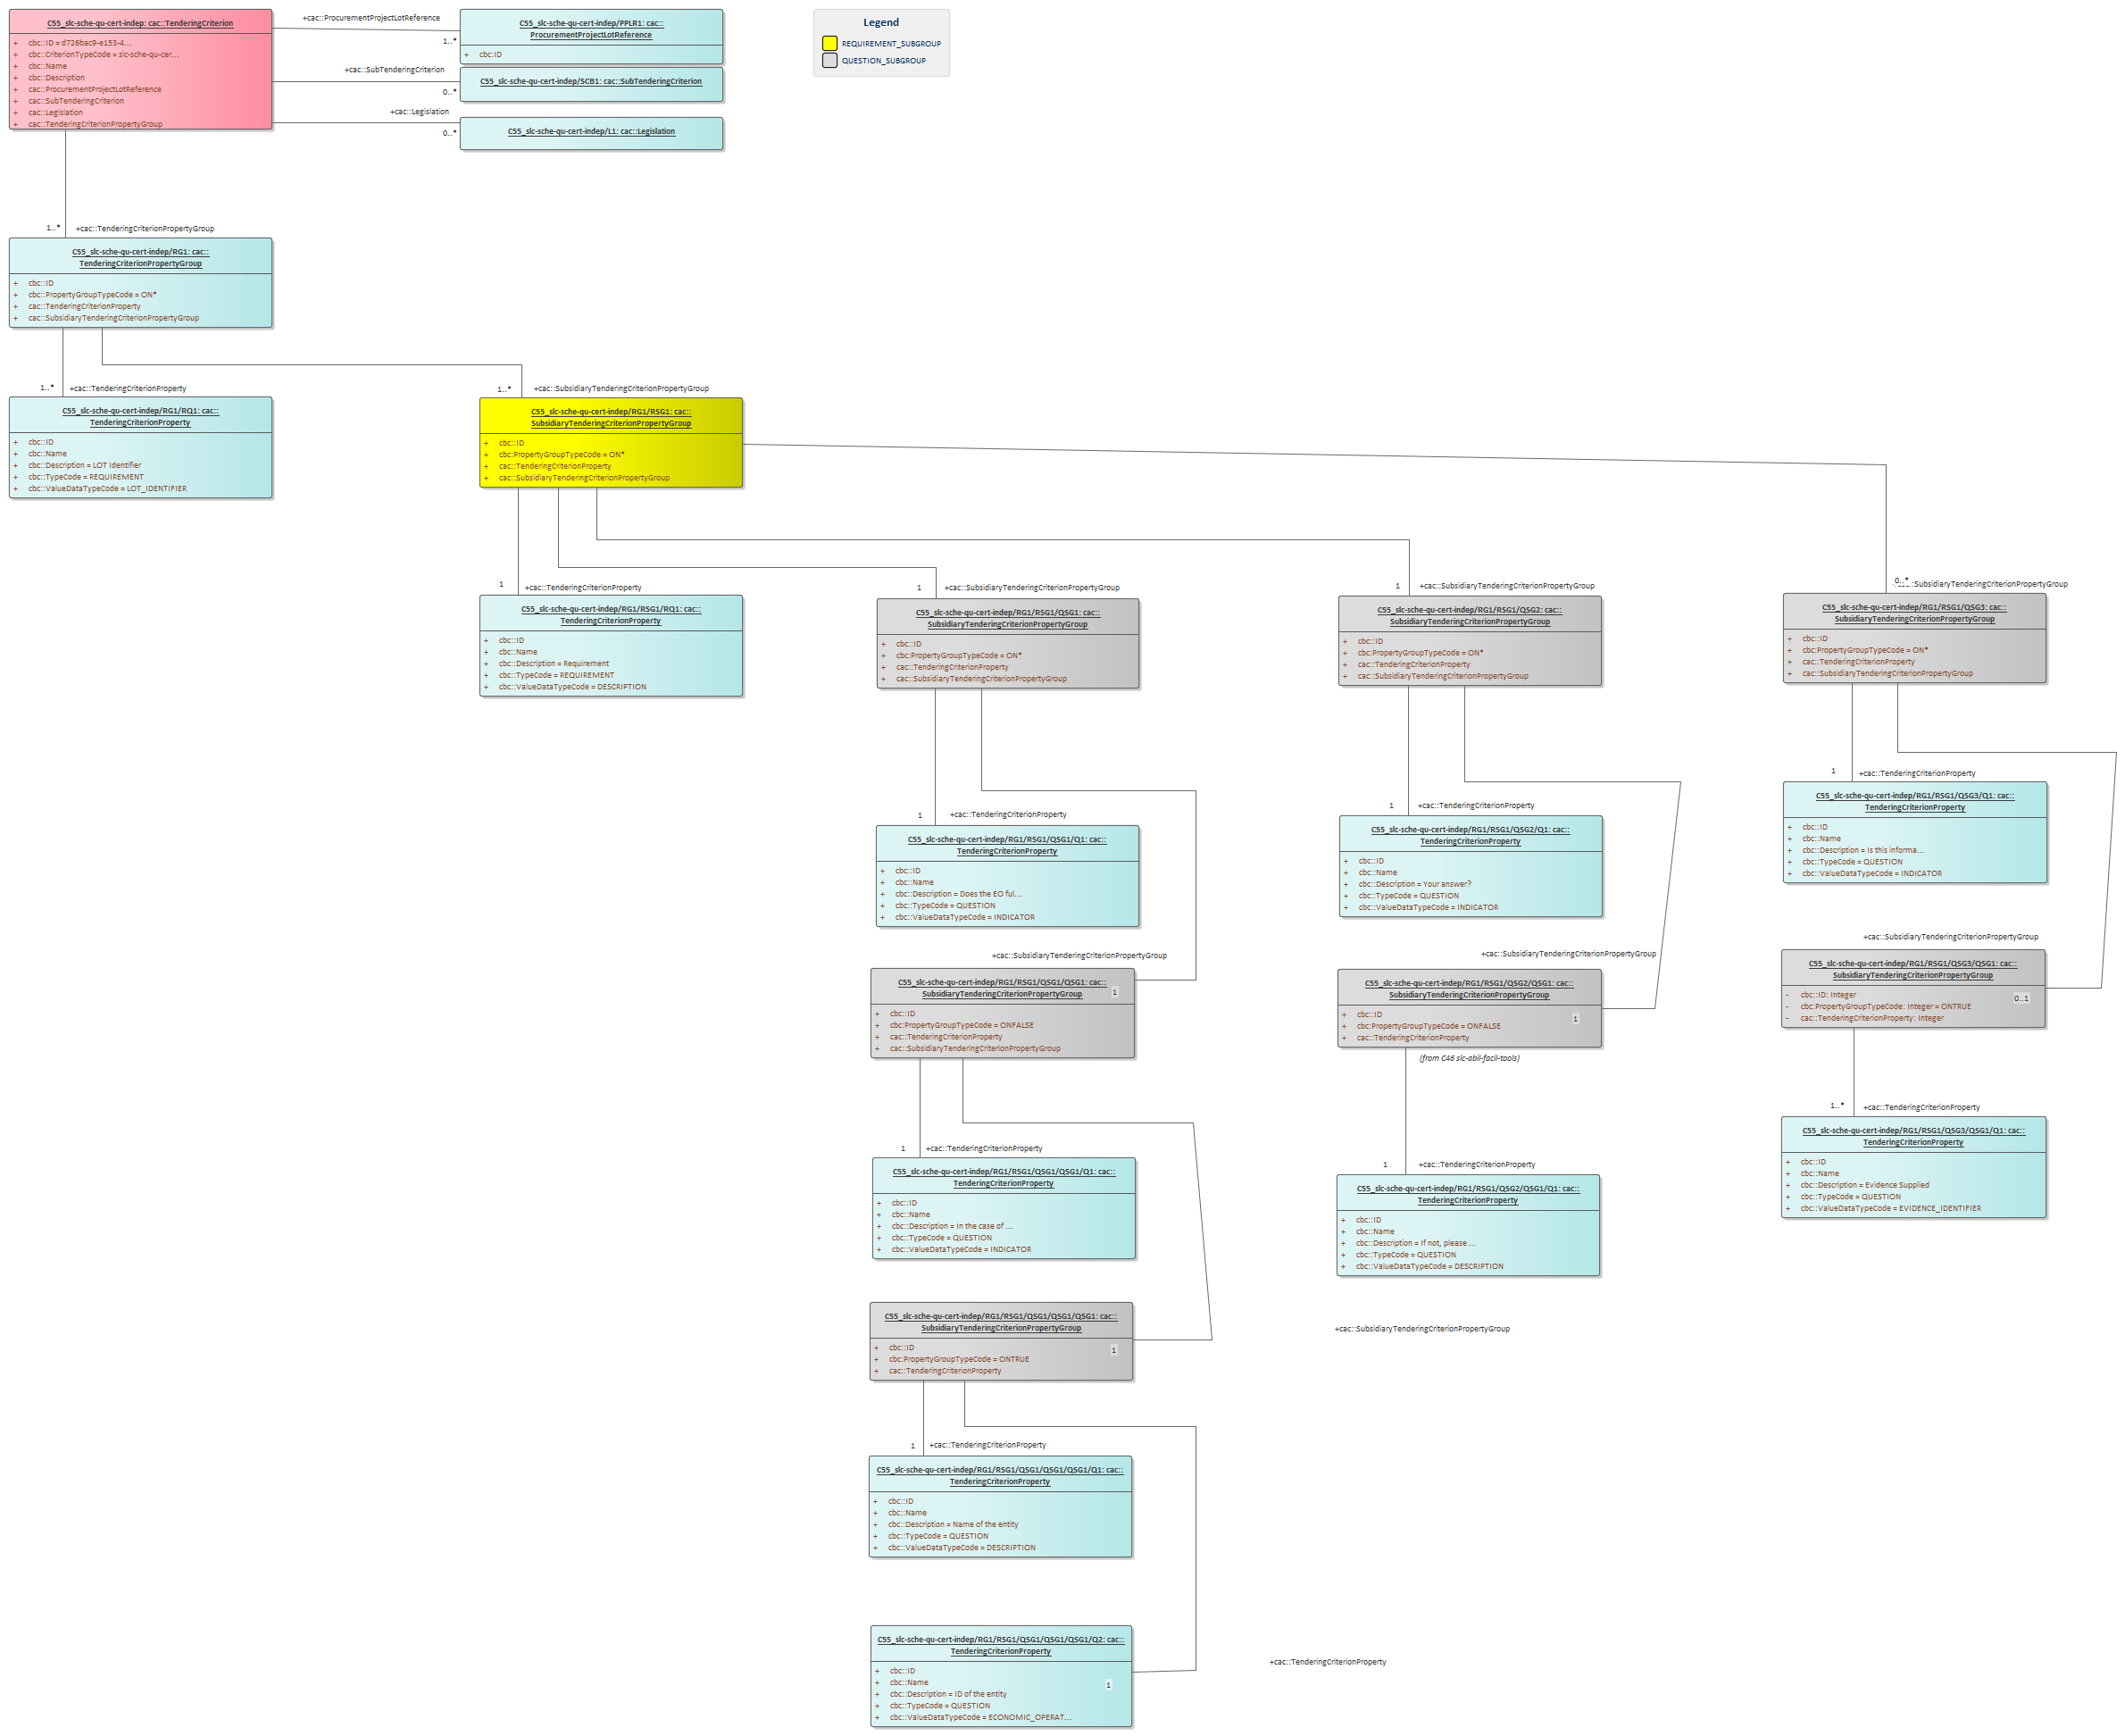 C55_slc-sche-qu-cert-indep: cac::TenderingCriterion
+ cbc::ID = d726bac9-e153-4...
+ cbc::CriterionTypeCode = slc-sche-qu-cer...
+ cbc::Name
+ cbc::Description
+ cac::ProcurementProjectLotReference
+ cac::SubTenderingCriterion
+ cac::Legislation
+ cac::TenderingCriterionPropertyGroup
+cac::ProcurementProjectLotReference
1..*
C55_slc-sche-qu-cert-indep/PPLR1: cac::
ProcurementProjectLotReference
+ cbc:ID
+cac::SubTenderingCriterion
0..*
C55_slc-sche-qu-cert-indep/SCB1: cac::SubTenderingCriterion
+cac::Legislation
0..*
C55_slc-sche-qu-cert-indep/L1: cac::Legislation
Legend
REQUIREMENT_SUBGROUP
QUESTION_SUBGROUP
1..* +cac::TenderingCriterionPropertyGroup
C55_slc-sche-qu-cert-indep/RG1: cac::
TenderingCriterionPropertyGroup
+ cbc::ID
+ cbc::PropertyGroupTypeCode = ON*
+ cac::TenderingCriterionProperty
+ cac::SubsidiaryTenderingCriterionPropertyGroup
1..* +cac::TenderingCriterionProperty
C55_slc-sche-qu-cert-indep/RG1/RQ1: cac::
TenderingCriterionProperty
+ cbc::ID
+ cbc::Name
+ cbc::Description = LOT Identifier
+ cbc::TypeCode = REQUIREMENT
+ cbc::ValueDataTypeCode = LOT_IDENTIFIER
1..* +cac::SubsidiaryTenderingCriterionPropertyGroup
C55_slc-sche-qu-cert-indep/RG1/RSG1: cac::
SubsidiaryTenderingCriterionPropertyGroup
+ cbc::ID
+ cbc:PropertyGroupTypeCode = ON*
+ cac::TenderingCriterionProperty
+ cac::SubsidiaryTenderingCriterionPropertyGroup
1 +cac::TenderingCriterionProperty
C55_slc-sche-qu-cert-indep/RG1/RSG1/RQ1: cac::
TenderingCriterionProperty
+ cbc::ID
+ cbc::Name
+ cbc::Description = Requirement
+ cbc::TypeCode = REQUIREMENT
+ cbc::ValueDataTypeCode = DESCRIPTION
1 +cac::SubsidiaryTenderingCriterionPropertyGroup
C55_slc-sche-qu-cert-indep/RG1/RSG1/QSG1: cac::
SubsidiaryTenderingCriterionPropertyGroup
+ cbc::ID
+ cbc:PropertyGroupTypeCode = ON*
+ cac::TenderingCriterionProperty
+ cac::SubsidiaryTenderingCriterionPropertyGroup
1 +cac::SubsidiaryTenderingCriterionPropertyGroup
C55_slc-sche-qu-cert-indep/RG1/RSG1/QSG2: cac::
SubsidiaryTenderingCriterionPropertyGroup
+ cbc::ID
+ cbc:PropertyGroupTypeCode = ON*
+ cac::TenderingCriterionProperty
+ cac::SubsidiaryTenderingCriterionPropertyGroup
0..* ::SubsidiaryTenderingCriterionPropertyGroup
C55_slc-sche-qu-cert-indep/RG1/RSG1/QSG3: cac::
SubsidiaryTenderingCriterionPropertyGroup
+ cbc::ID
+ cbc:PropertyGroupTypeCode = ON*
+ cac::TenderingCriterionProperty
+ cac::SubsidiaryTenderingCriterionPropertyGroup
1 +cac::TenderingCriterionProperty
C55_slc-sche-qu-cert-indep/RG1/RSG1/QSG1/Q1: cac::
TenderingCriterionProperty
+ cbc::ID
+ cbc::Name
+ cbc::Description = Does the EO ful...
+ cbc::TypeCode = QUESTION
+ cbc::ValueDataTypeCode = INDICATOR
1 +cac::TenderingCriterionProperty
C55_slc-sche-qu-cert-indep/RG1/RSG1/QSG2/Q1: cac::
TenderingCriterionProperty
+ cbc::ID
+ cbc::Name
+ cbc::Description = Your answer?
+ cbc::TypeCode = QUESTION
+ cbc::ValueDataTypeCode = INDICATOR
1 +cac::TenderingCriterionProperty
C55_slc-sche-qu-cert-indep/RG1/RSG1/QSG3/Q1: cac::
TenderingCriterionProperty
+ cbc::ID
+ cbc::Name
+ cbc::Description = Is this informa...
+ cbc::TypeCode = QUESTION
+ cbc::ValueDataTypeCode = INDICATOR
+cac::SubsidiaryTenderingCriterionPropertyGroup
C55_slc-sche-qu-cert-indep/RG1/RSG1/QSG1/QSG1: cac::
SubsidiaryTenderingCriterionPropertyGroup 1
+ cbc::ID
+ cbc:PropertyGroupTypeCode = ONFALSE
+ cac::TenderingCriterionProperty
+ cac::SubsidiaryTenderingCriterionPropertyGroup
+cac::SubsidiaryTenderingCriterionPropertyGroup
C55_slc-sche-qu-cert-indep/RG1/RSG1/QSG2/QSG1: cac::
SubsidiaryTenderingCriterionPropertyGroup
+ cbc::ID 1
+ cbc:PropertyGroupTypeCode = ONFALSE
+ cac::TenderingCriterionProperty
(from C46 slc-abil-facil-tools)
+cac::SubsidiaryTenderingCriterionPropertyGroup
C55_slc-sche-qu-cert-indep/RG1/RSG1/QSG3/QSG1: cac::
SubsidiaryTenderingCriterionPropertyGroup
- cbc::ID: Integer 0..1
- cbc:PropertyGroupTypeCode: Integer = ONTRUE
- cac::TenderingCriterionProperty: Integer
1 +cac::TenderingCriterionProperty
C55_slc-sche-qu-cert-indep/RG1/RSG1/QSG1/QSG1/Q1: cac::
TenderingCriterionProperty
+ cbc::ID
+ cbc::Name
+ cbc::Description = In the case of ...
+ cbc::TypeCode = QUESTION
+ cbc::ValueDataTypeCode = INDICATOR
1 +cac::TenderingCriterionProperty
C55_slc-sche-qu-cert-indep/RG1/RSG1/QSG2/QSG1/Q1: cac::
TenderingCriterionProperty
+ cbc::ID
+ cbc::Name
+ cbc::Description = If not, please ...
+ cbc::TypeCode = QUESTION
+ cbc::ValueDataTypeCode = DESCRIPTION
1..* +cac::TenderingCriterionProperty
C55_slc-sche-qu-cert-indep/RG1/RSG1/QSG3/QSG1/Q1: cac::
TenderingCriterionProperty
+ cbc::ID
+ cbc::Name
+ cbc::Description = Evidence Supplied
+ cbc::TypeCode = QUESTION
+ cbc::ValueDataTypeCode = EVIDENCE_IDENTIFIER
C55_slc-sche-qu-cert-indep/RG1/RSG1/QSG1/QSG1/QSG1: cac::
SubsidiaryTenderingCriterionPropertyGroup
+ cbc::ID 1
+ cbc:PropertyGroupTypeCode = ONTRUE
+ cac::TenderingCriterionProperty
+cac::SubsidiaryTenderingCriterionPropertyGroup
1 +cac::TenderingCriterionProperty
C55_slc-sche-qu-cert-indep/RG1/RSG1/QSG1/QSG1/QSG1/Q1: cac::
TenderingCriterionProperty
+ cbc::ID
+ cbc::Name
+ cbc::Description = Name of the entity
+ cbc::TypeCode = QUESTION
+ cbc::ValueDataTypeCode = DESCRIPTION
C55_slc-sche-qu-cert-indep/RG1/RSG1/QSG1/QSG1/QSG1/Q2: cac::
TenderingCriterionProperty
+ cbc::ID
+ cbc::Name 1
+ cbc::Description = ID of the entity
+ cbc::TypeCode = QUESTION
+ cbc::ValueDataTypeCode = ECONOMIC_OPERAT...
+cac::TenderingCriterionProperty